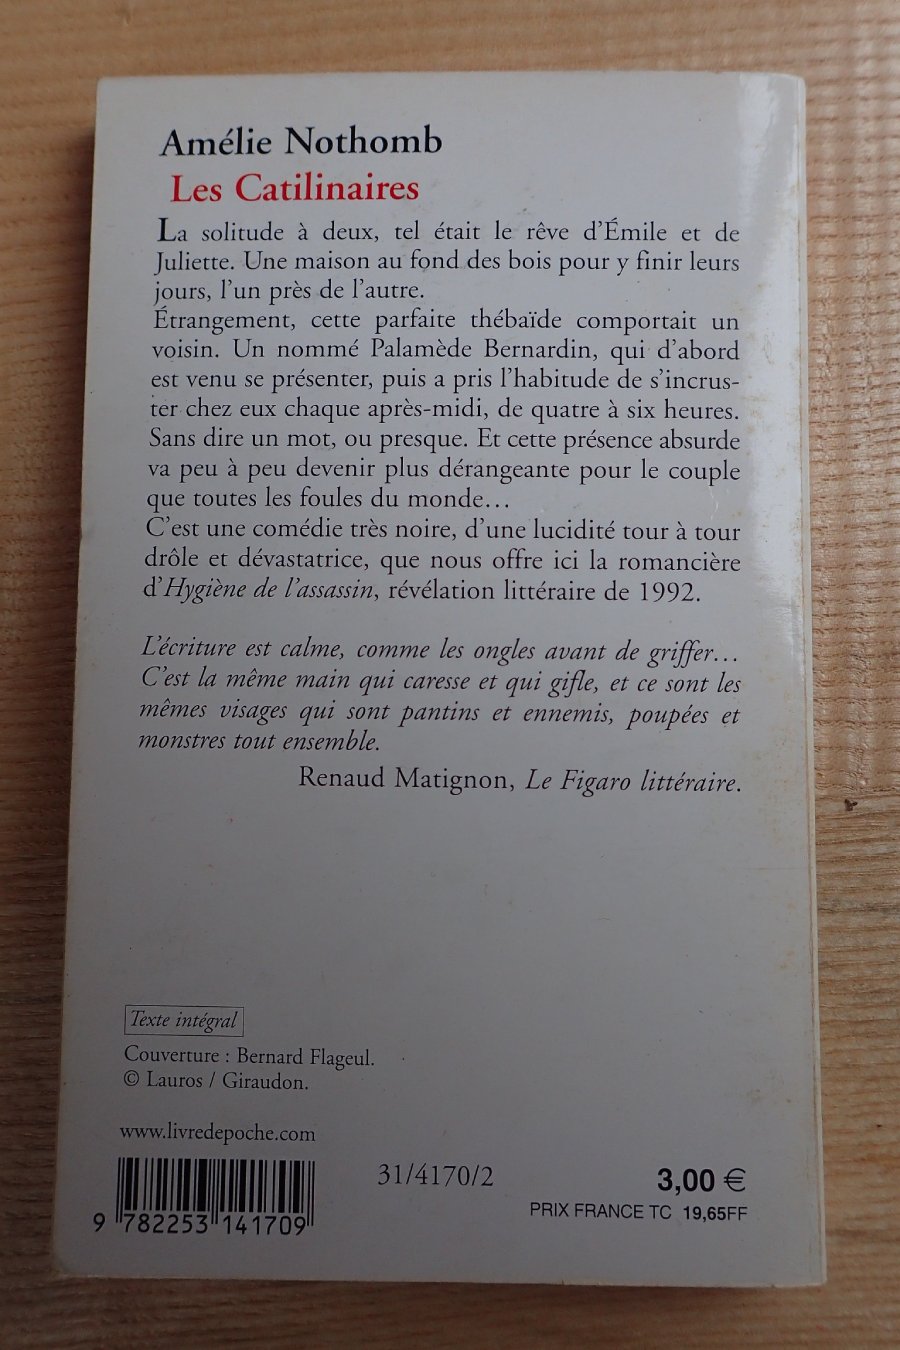 Amélie Nothomb
Les Catilinaires
La solitude à deux, tel était le rêve d'Émile et de
Juliette. Une maison au fond des bois pour y finir leurs
jours, l'un près de l'autre.
Étrangement, cette parfaite thébaïde comportait un
voisin. Un nommé Palamède Bernardin, qui d'abord
est venu se présenter, puis a pris l'habitude de s'incrus-
ter chez eux chaque après-midi, de quatre à six heures.
Sans dire un mot, ou presque. Et cette présence absurde
va peu à peu devenir plus dérangeante pour le couple
que toutes les foules du monde...
C'est une comédie très noire, d'une lucidité tour à tour
drôle et dévastatrice, que nous offre ici la romancière
d'Hygiène de l'assassin, révélation littéraire de 1992.
L'écriture est calme, comme les ongles avant de griffer...
C'est la même main qui caresse et qui gifle, et ce sont les
mêmes visages qui sont pantins et ennemis, poupées et
monstres tout ensemble.
Renaud Matignon, Le Figaro littéraire.
Texte intégral
Couverture : Bernard Flageul.
© Lauros / Giraudon.
www.livredepoche.com
31/4170/2
3,00 €
PRIX FRANCE TC 19,65FF
9 782253 141709